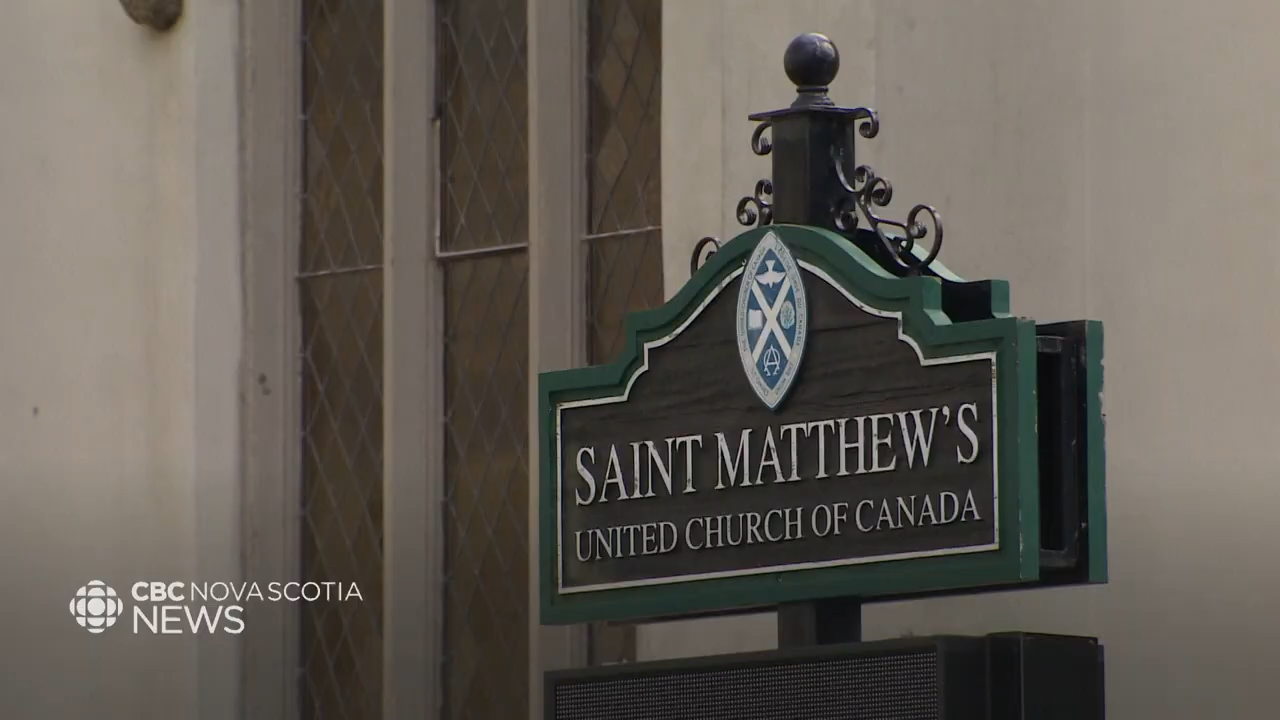 SAINT MATTHEW'S
UNITED CHURCH OF CANADA
CBC NOVA SCOTIA
NEWS